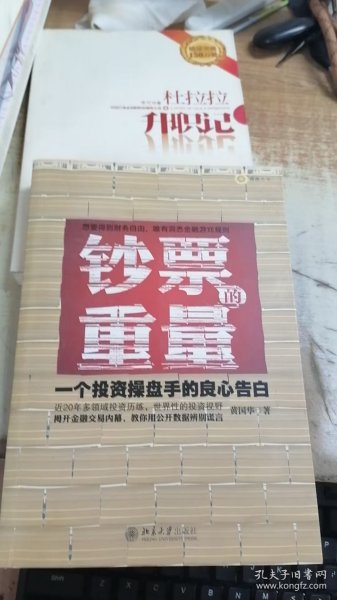 杜拉拉
升职记
想要得到财务自由，唯有洞悉金融游戏规则
钞票
的
重量
一个投资操盘手的良心告白
近20年多领域投资历练，世界性的投资视野
揭开金融交易内幕，教你用公开数据辨别谎言
黄国华 著
北京大学出版社
孔夫子旧书网
www.kongfz.com